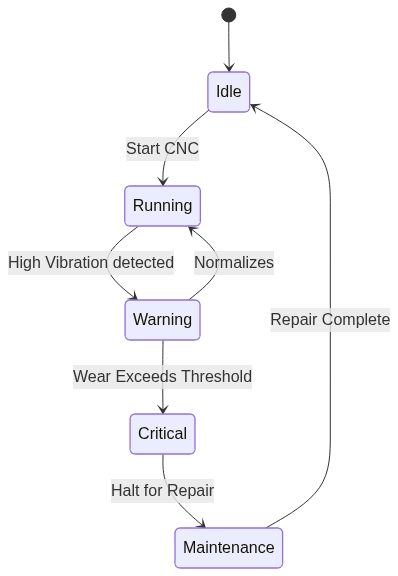 Idle
Start CNC
Running
High Vibration detected
Normalizes
Warning
Repair Complete
Wear Exceeds Threshold
Critical
Halt for Repair
Maintenance